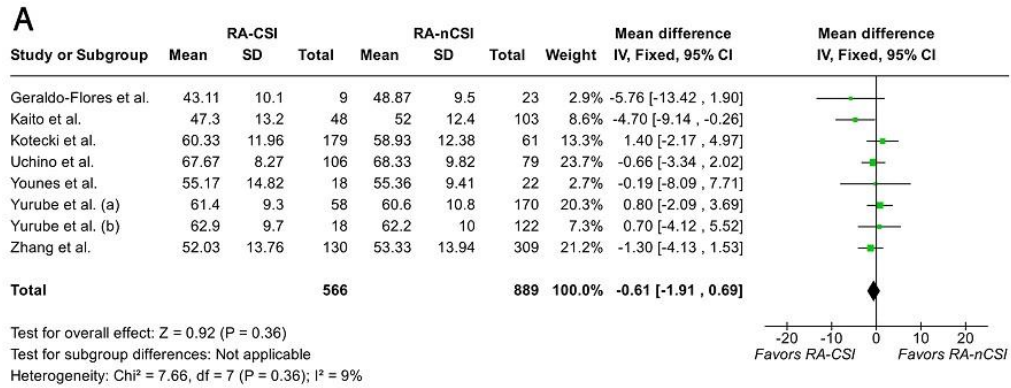 A
RA-CSI RA-nCSI Mean difference Mean difference
Study or Subgroup Mean SD Total Mean SD Total Weight IV, Fixed, 95% CI IV, Fixed, 95% CI
Geraldo-Flores et al. 43.11 10.1 9 48.87 9.5 23 2.9% -5.76 [-13.42 , 1.90]
Kaito et al. 47.3 13.2 48 52 12.4 103 8.6% -4.70 [-9.14 , -0.26]
Kotecki et al. 60.33 11.96 179 58.93 12.38 61 13.3% 1.40 [-2.17 , 4.97]
Uchino et al. 67.67 8.27 106 68.33 9.82 79 23.7% -0.66 [-3.34 , 2.02]
Younes et al. 55.17 14.82 18 55.36 9.41 22 2.7% -0.19 [-8.09 , 7.71]
Yurube et al. (a) 61.4 9.3 58 60.6 10.8 170 20.3% 0.80 [-2.09 , 3.69]
Yurube et al. (b) 62.9 9.7 18 62.2 10 122 7.3% 0.70 [-4.12 , 5.52]
Zhang et al. 52.03 13.76 130 53.33 13.94 309 21.2% -1.30 [-4.13 , 1.53]
Total 566 889 100.0% -0.61 [-1.91 , 0.69]
Test for overall effect: Z = 0.92 (P = 0.36)
Test for subgroup differences: Not applicable
Heterogeneity: Chi² = 7.66, df = 7 (P = 0.36); I² = 9%
-20 -10 0 10 20
Favors RA-CSI Favors RA-nCSI